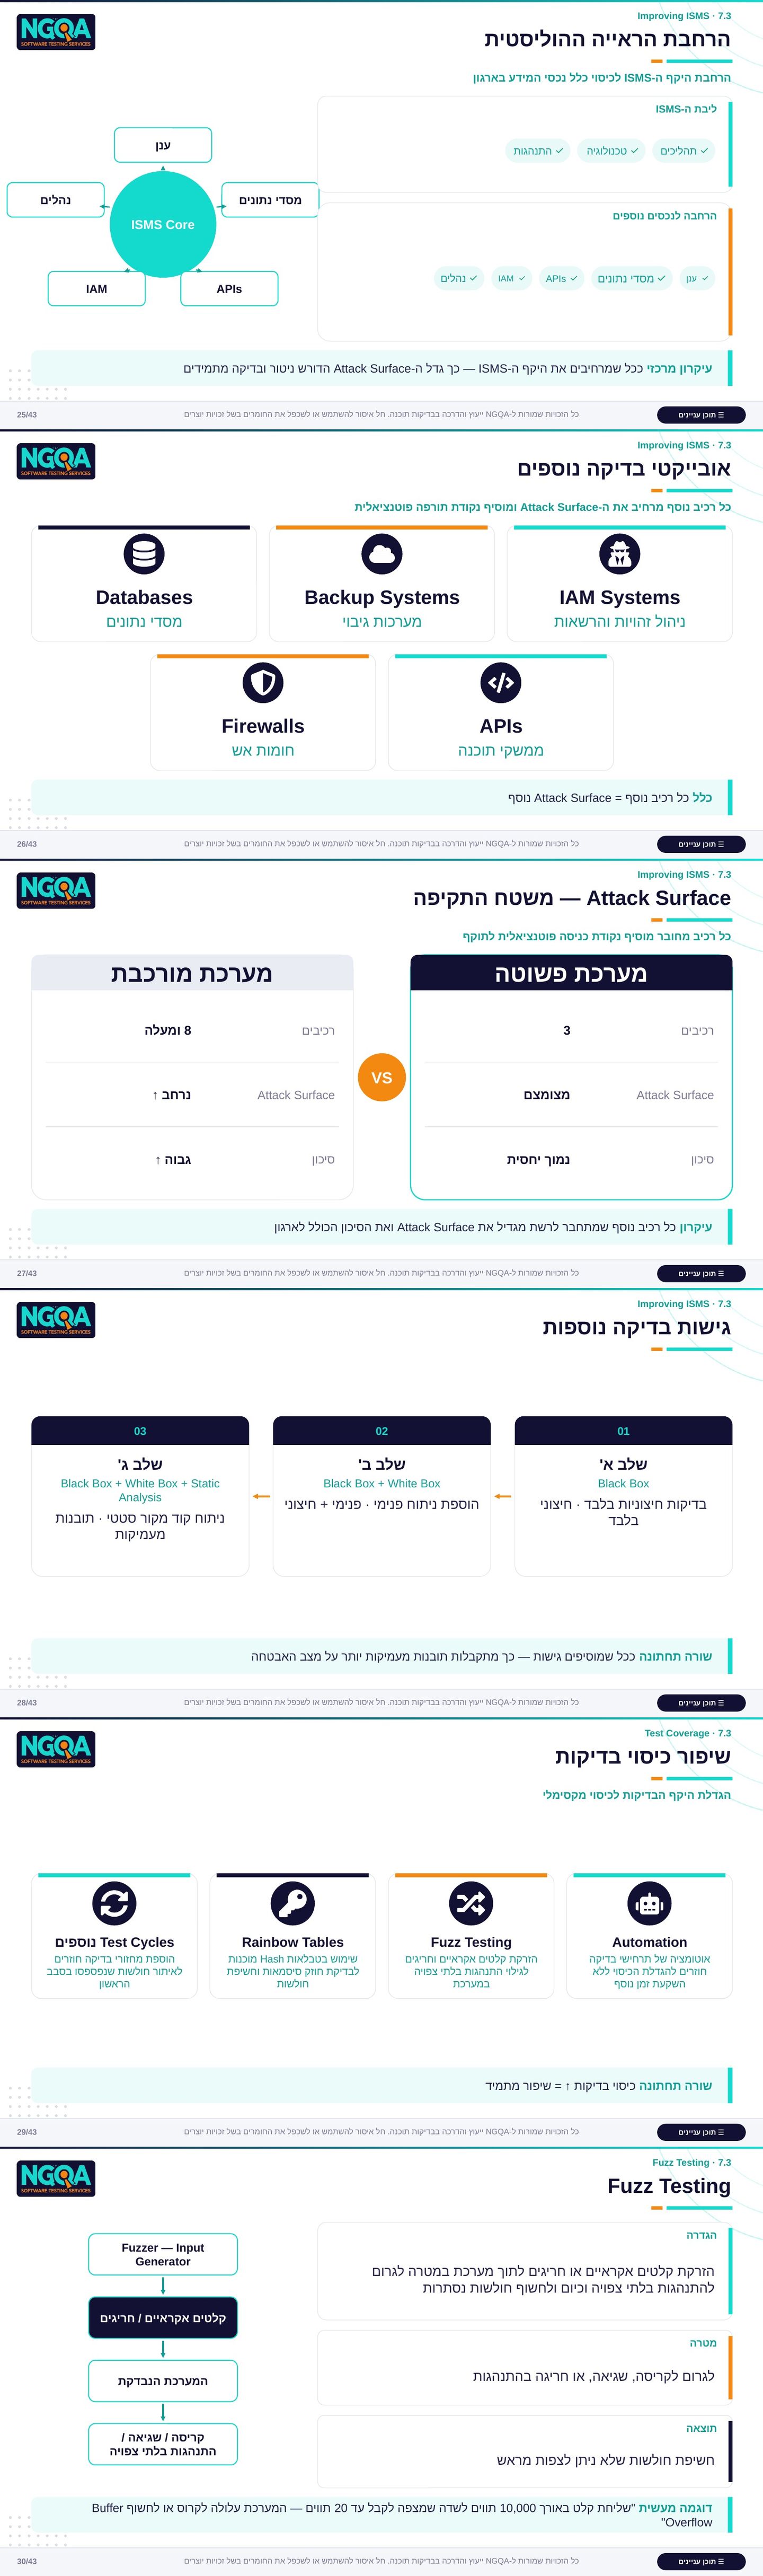 Improving ISMS · 7.3
NGQA
SOFTWARE TESTING SERVICES
הרחבת הראייה ההוליסטית
הרחבת היקף ה-ISMS לכיסוי כלל נכסי המידע בארגון
ליבת ה-ISMS
✓ תהליכים
✓ טכנולוגיה
✓ התנהגות
הרחבה לנכסים נוספים
✓ ענן
✓ מסדי נתונים
✓ APIs
✓ IAM
✓ נהלים
ענן
מסדי נתונים
נהלים
ISMS Core
APIs
IAM
עיקרון מרכזי ככל שמרחיבים את היקף ה-ISMS — כך גדל ה-Attack Surface הדורש ניטור ובדיקה מתמידים
☰ תוכן עניינים
כל הזכויות שמורות ל-NGQA ייעוץ והדרכה בבדיקות תוכנה. חל איסור להשתמש או לשכפל את החומרים בשל זכויות יוצרים
25/43
Improving ISMS · 7.3
NGQA
SOFTWARE TESTING SERVICES
אובייקטי בדיקה נוספים
כל רכיב נוסף מרחיב את ה-Attack Surface ומוסיף נקודת תורפה פוטנציאלית
IAM Systems
ניהול זהויות והרשאות
Backup Systems
מערכות גיבוי
Databases
מסדי נתונים
APIs
ממשקי תוכנה
Firewalls
חומות אש
כלל כל רכיב נוסף = Attack Surface נוסף
☰ תוכן עניינים
כל הזכויות שמורות ל-NGQA ייעוץ והדרכה בבדיקות תוכנה. חל איסור להשתמש או לשכפל את החומרים בשל זכויות יוצרים
26/43
Improving ISMS · 7.3
NGQA
SOFTWARE TESTING SERVICES
Attack Surface — משטח התקיפה
כל רכיב מחובר מוסיף נקודת כניסה פוטנציאלית לתוקף
מערכת פשוטה
רכיבים
3
Attack Surface
מצומצם
סיכון
נמוך יחסית
VS
מערכת מורכבת
רכיבים
8 ומעלה
Attack Surface
נרחב ↑
סיכון
גבוה ↑
עיקרון כל רכיב נוסף שמתחבר לרשת מגדיל את Attack Surface ואת הסיכון הכולל לארגון
☰ תוכן עניינים
כל הזכויות שמורות ל-NGQA ייעוץ והדרכה בבדיקות תוכנה. חל איסור להשתמש או לשכפל את החומרים בשל זכויות יוצרים
27/43
Improving ISMS · 7.3
NGQA
SOFTWARE TESTING SERVICES
גישות בדיקה נוספות
01
שלב א'
Black Box
בדיקות חיצוניות בלבד · חיצוני
בלבד
02
שלב ב'
Black Box + White Box
הוספת ניתוח פנימי · פנימי + חיצוני
03
שלב ג'
Black Box + White Box + Static
Analysis
ניתוח קוד מקור סטטי · תובנות
מעמיקות
שורה תחתונה ככל שמוסיפים גישות — כך מתקבלות תובנות מעמיקות יותר על מצב האבטחה
☰ תוכן עניינים
כל הזכויות שמורות ל-NGQA ייעוץ והדרכה בבדיקות תוכנה. חל איסור להשתמש או לשכפל את החומרים בשל זכויות יוצרים
28/43
Test Coverage · 7.3
NGQA
SOFTWARE TESTING SERVICES
שיפור כיסוי בדיקות
הגדלת היקף הבדיקות לכיסוי מקסימלי
Automation
אוטומציה של תרחישי בדיקה
חוזרים להגדלת הכיסוי ללא
השקעת זמן נוסף
Fuzz Testing
הזרקת קלטים אקראיים וחריגים
לגילוי התנהגות בלתי צפויה
במערכת
Rainbow Tables
שימוש בטבלאות Hash מוכנות
לבדיקת חוזק סיסמאות וחשיפת
חולשות
Test Cycles נוספים
הוספת מחזורי בדיקה חוזרים
לאיתור חולשות שנפספסו בסבב
הראשון
שורה תחתונה כיסוי בדיקות ↑ = שיפור מתמיד
☰ תוכן עניינים
כל הזכויות שמורות ל-NGQA ייעוץ והדרכה בבדיקות תוכנה. חל איסור להשתמש או לשכפל את החומרים בשל זכויות יוצרים
29/43
Fuzz Testing · 7.3
NGQA
SOFTWARE TESTING SERVICES
Fuzz Testing
הגדרה
הזרקת קלטים אקראיים או חריגים לתוך מערכת במטרה לגרום
להתנהגות בלתי צפויה וכיום ולחשוף חולשות נסתרות
מטרה
לגרום לקריסה, שגיאה, או חריגה בהתנהגות
תוצאה
חשיפת חולשות שלא ניתן לצפות מראש
Fuzzer — Input
Generator
קלטים אקראיים / חריגים
המערכת הנבדקת
קריסה / שגיאה /
התנהגות בלתי צפויה
דוגמה מעשית "שליחת קלט באורך 10,000 תווים לשדה שמצפה לקבל עד 20 תווים — המערכת עלולה לקרוס או לחשוף Buffer
Overflow"
☰ תוכן עניינים
כל הזכויות שמורות ל-NGQA ייעוץ והדרכה בבדיקות תוכנה. חל איסור להשתמש או לשכפל את החומרים בשל זכויות יוצרים
30/43